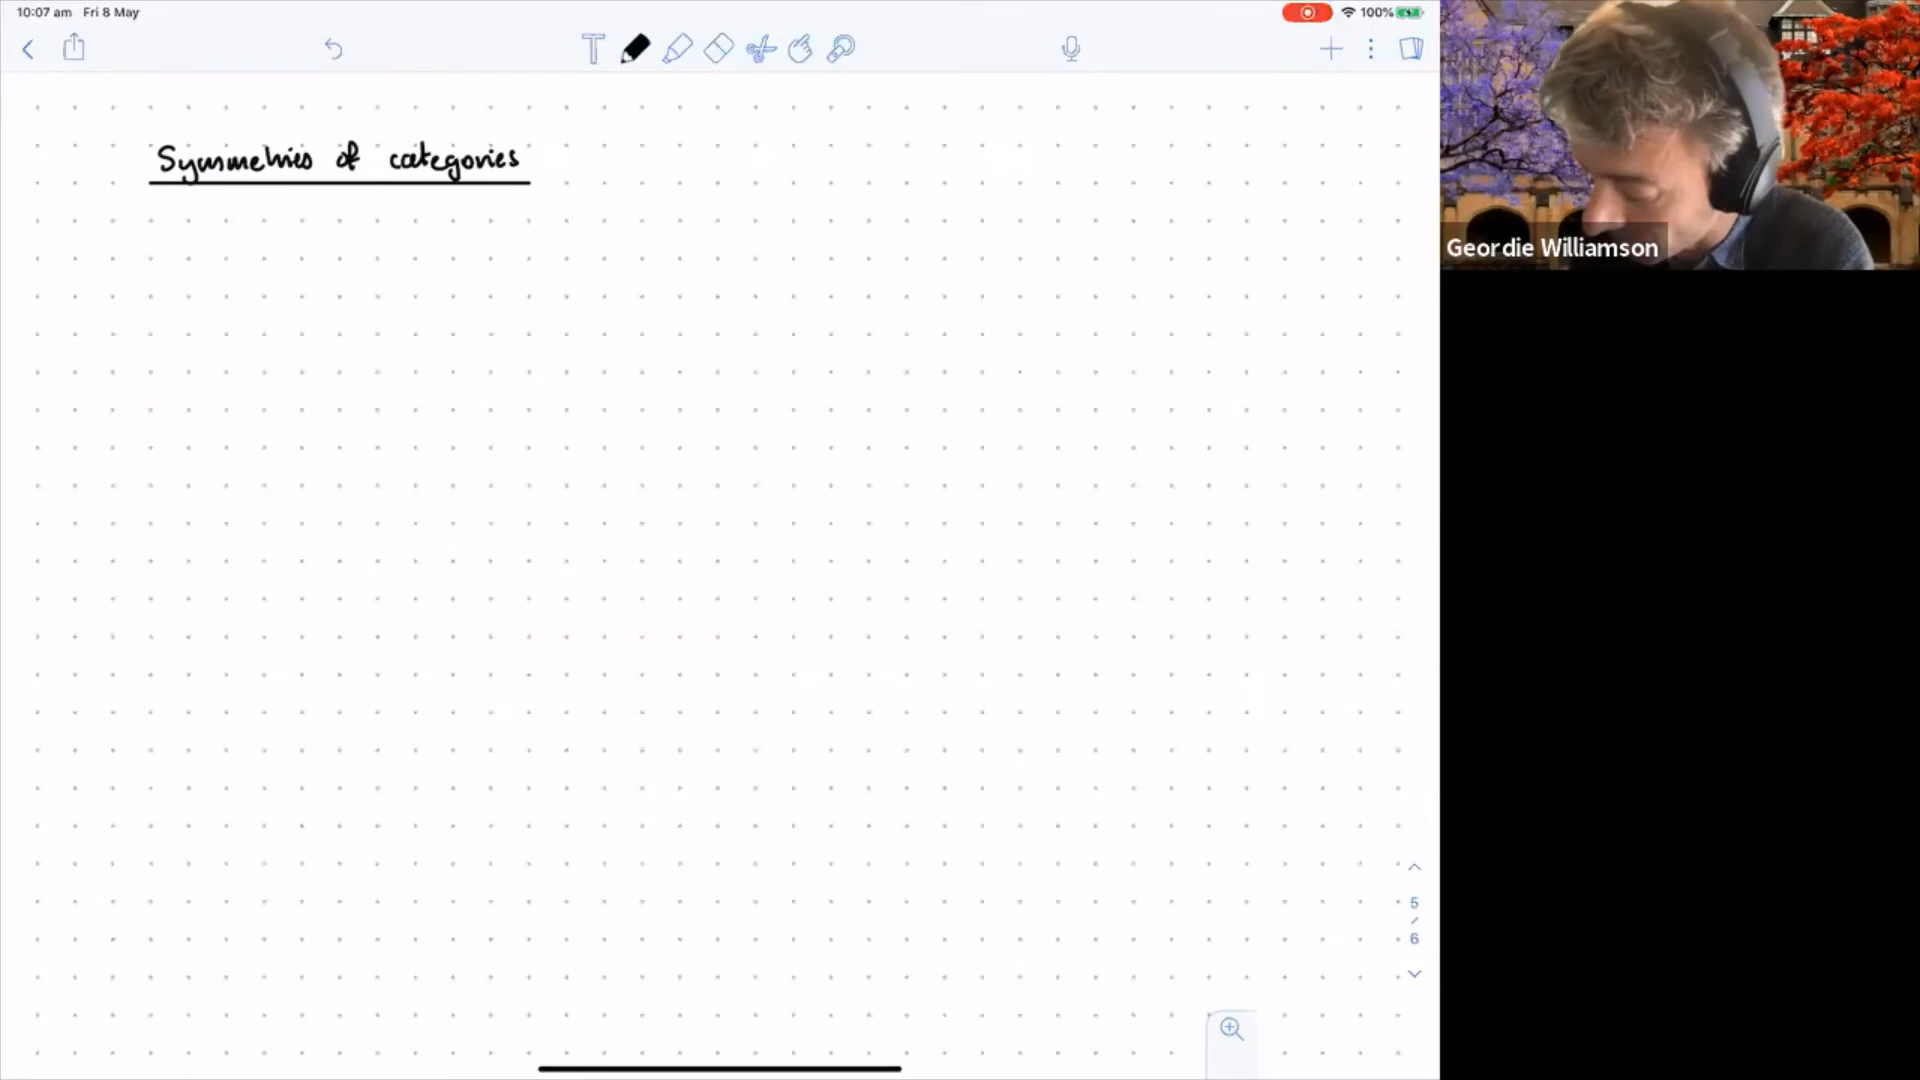 10:07 am Fri 8 May
100%
T
Symmetries of categories
Geordie Williamson
5
/
6